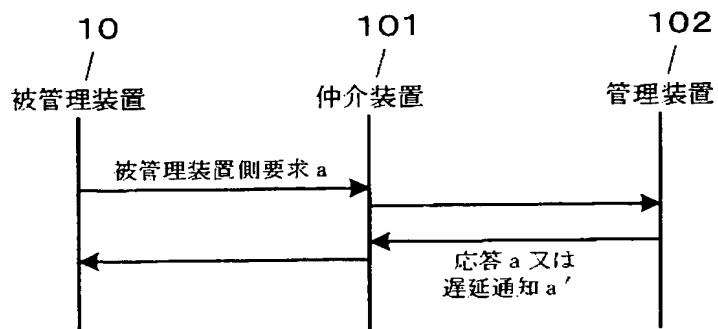 10
101
102
被管理装置
仲介装置
管理装置
被管理装置側要求 a
応答 a 又は
遅延通知 a′